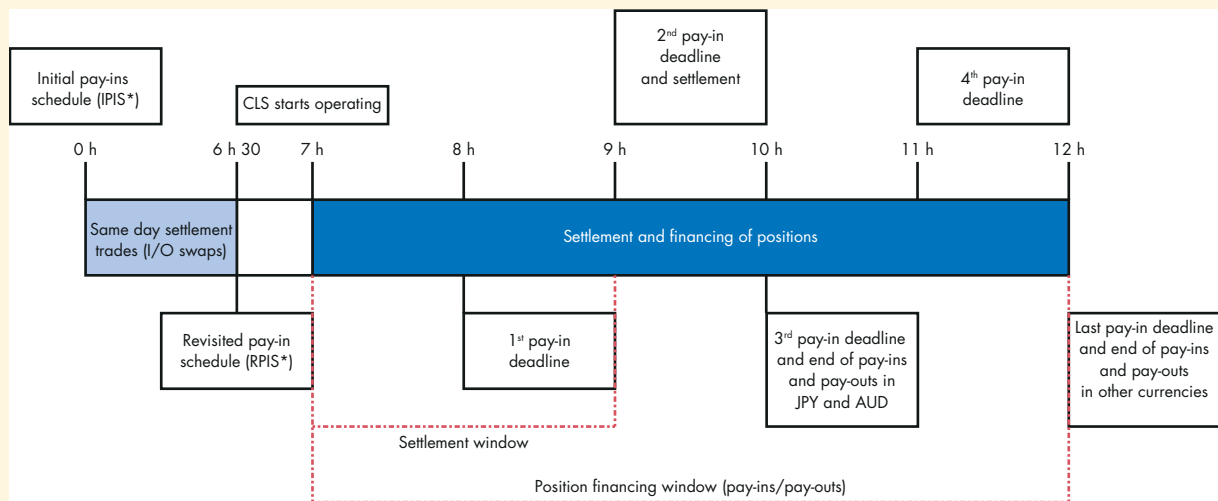 Initial pay-ins
schedule (IPIS*)
CLS starts operating
2nd pay-in
deadline
and settlement
4th pay-in
deadline
0 h
6 h 30
7 h
8 h
9 h
10 h
11 h
12 h
Same day settlement
trades (I/O swaps)
Settlement and financing of positions
Revisited pay-in
schedule (RPIS*)
1st pay-in
deadline
3rd pay-in deadline
and end of pay-ins
and pay-outs in
JPY and AUD
Last pay-in deadline
and end of pay-ins
and pay-outs
in other currencies
Settlement window
Position financing window (pay-ins/pay-outs)